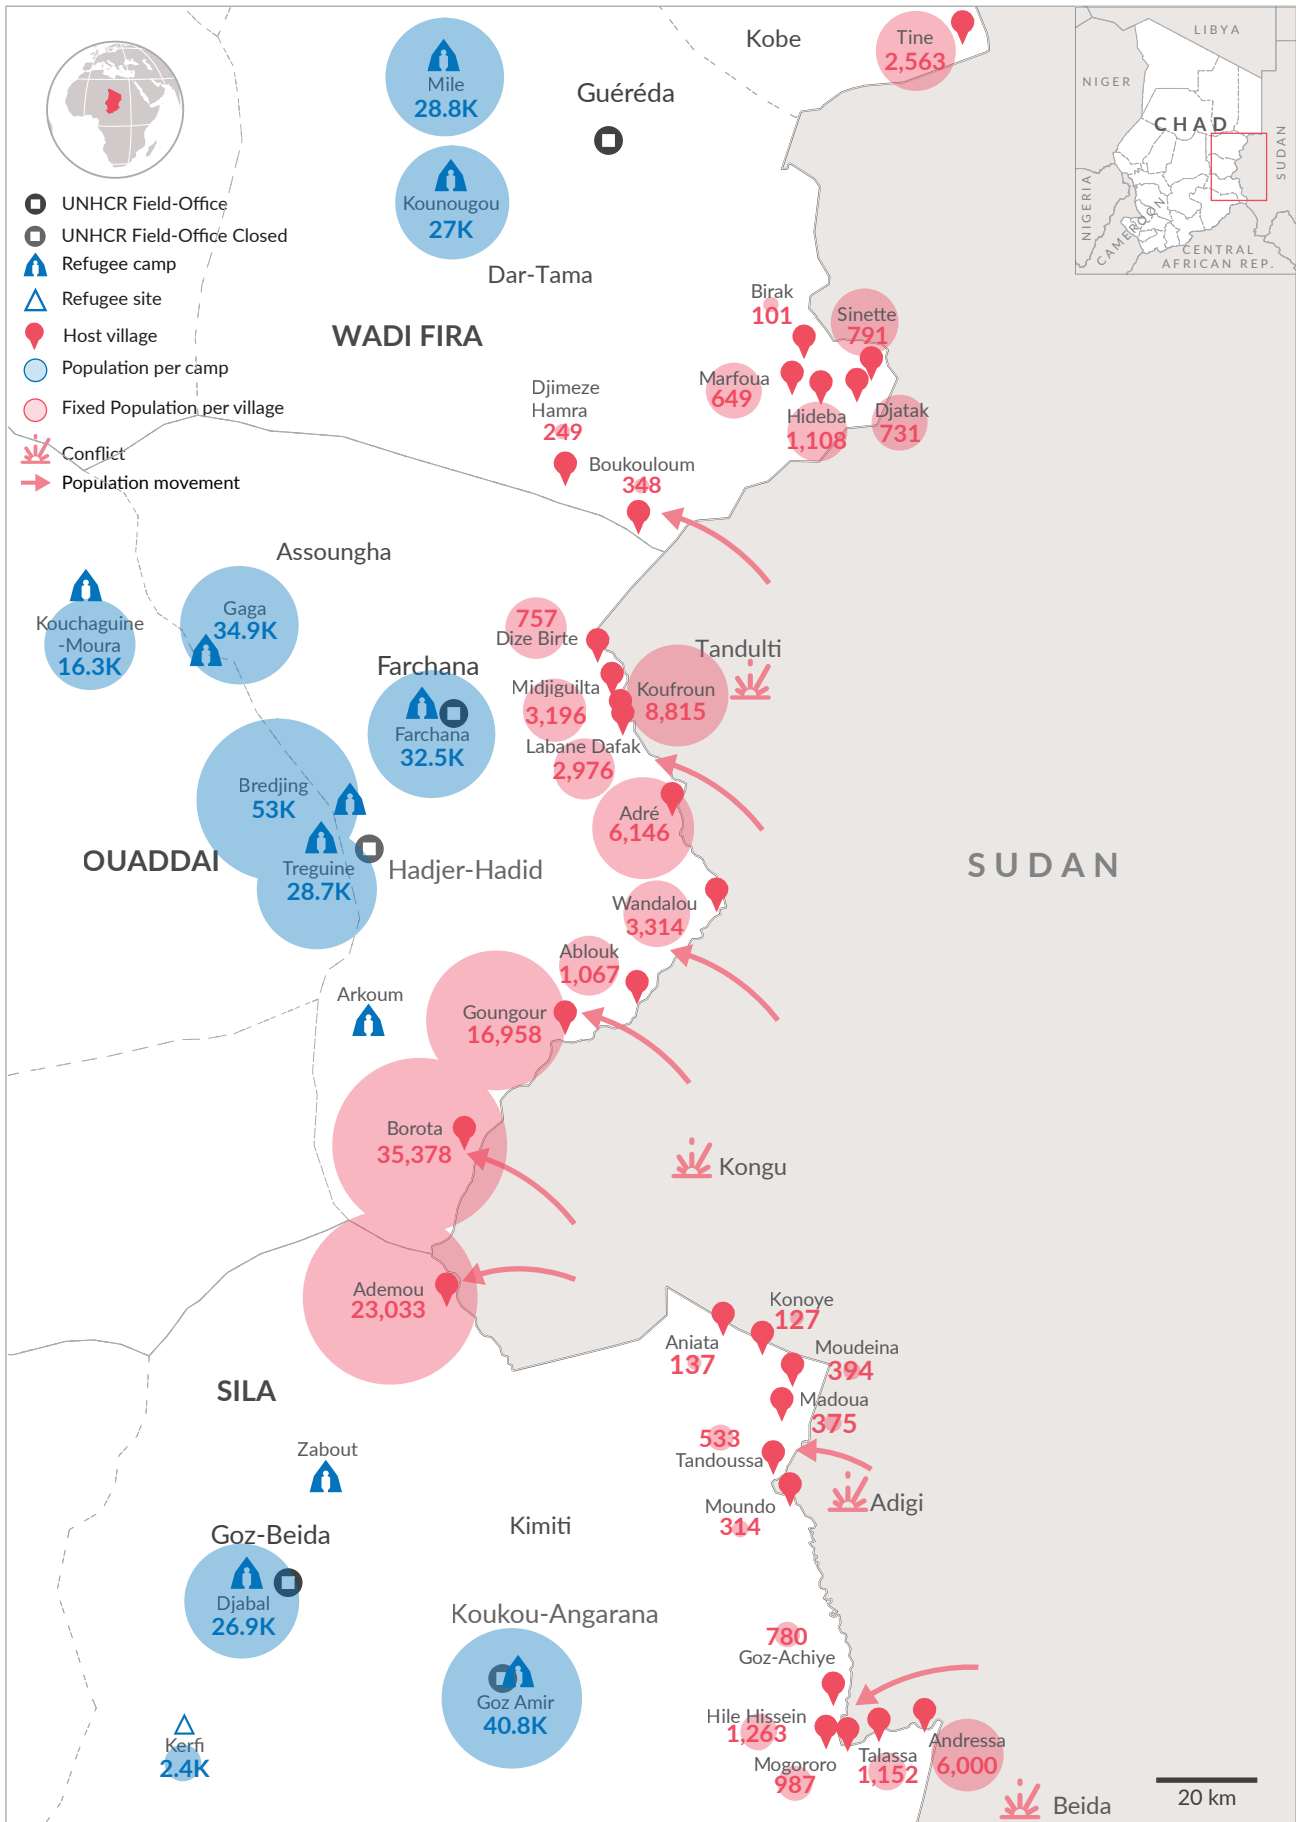 Kobe
Tine
2,563
LIBYA
NIGER
CHAD
SUDAN
NIGERIA
CAMEROON
CENTRAL
AFRICAN REP.
Mile
28.8K
Guéréda
Kounougou
27K
UNHCR Field-Office
UNHCR Field-Office Closed
Refugee camp
Refugee site
Host village
Population per camp
Fixed Population per village
Conflict
Population movement
Dar-Tama
WADI FIRA
Birak
101
Sinette
791
Marfoua
649
Hideba
1,108
Djatak
731
Djimeze
Hamra
249
Boukouloum
348
Assoungha
Kouchaguine
-Moura
16.3K
Gaga
34.9K
757
Dize Birte
Tandulti
Farchana
Farchana
32.5K
Midjiguilta
3,196
Koufroun
8,815
Labane Dafak
2,976
Bredjing
53K
Adré
6,146
OUADDAI
Treguine
28.7K
Hadjer-Hadid
SUDAN
Wandalou
3,314
Ablouk
1,067
Arkoum
Goungour
16,958
Borota
35,378
Kongu
Ademou
23,033
Konoye
127
Aniata
137
Moudeina
394
SILA
Madoua
375
533
Tandoussa
Zabout
Moundo
314
Adigi
Goz-Beida
Kimiti
Djabal
26.9K
Koukou-Angarana
780
Goz-Achiye
Goz Amir
40.8K
Hile Hissein
1,263
Kerfi
2.4K
Mogororo
987
Talassa
1,152
Andressa
6,000
Beida
20 km